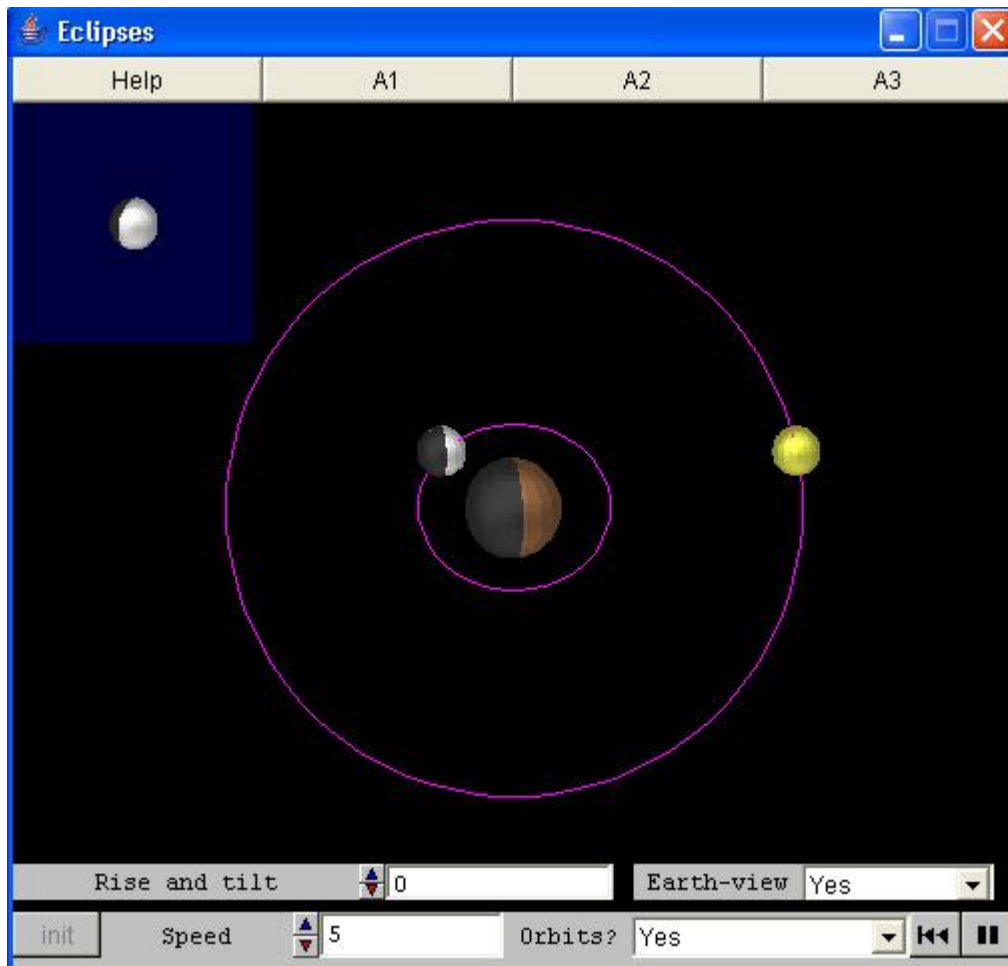 Eclipses
Help A1 A2 A3
Rise and tilt 0 Earth-view Yes
init Speed 5 Orbits? Yes